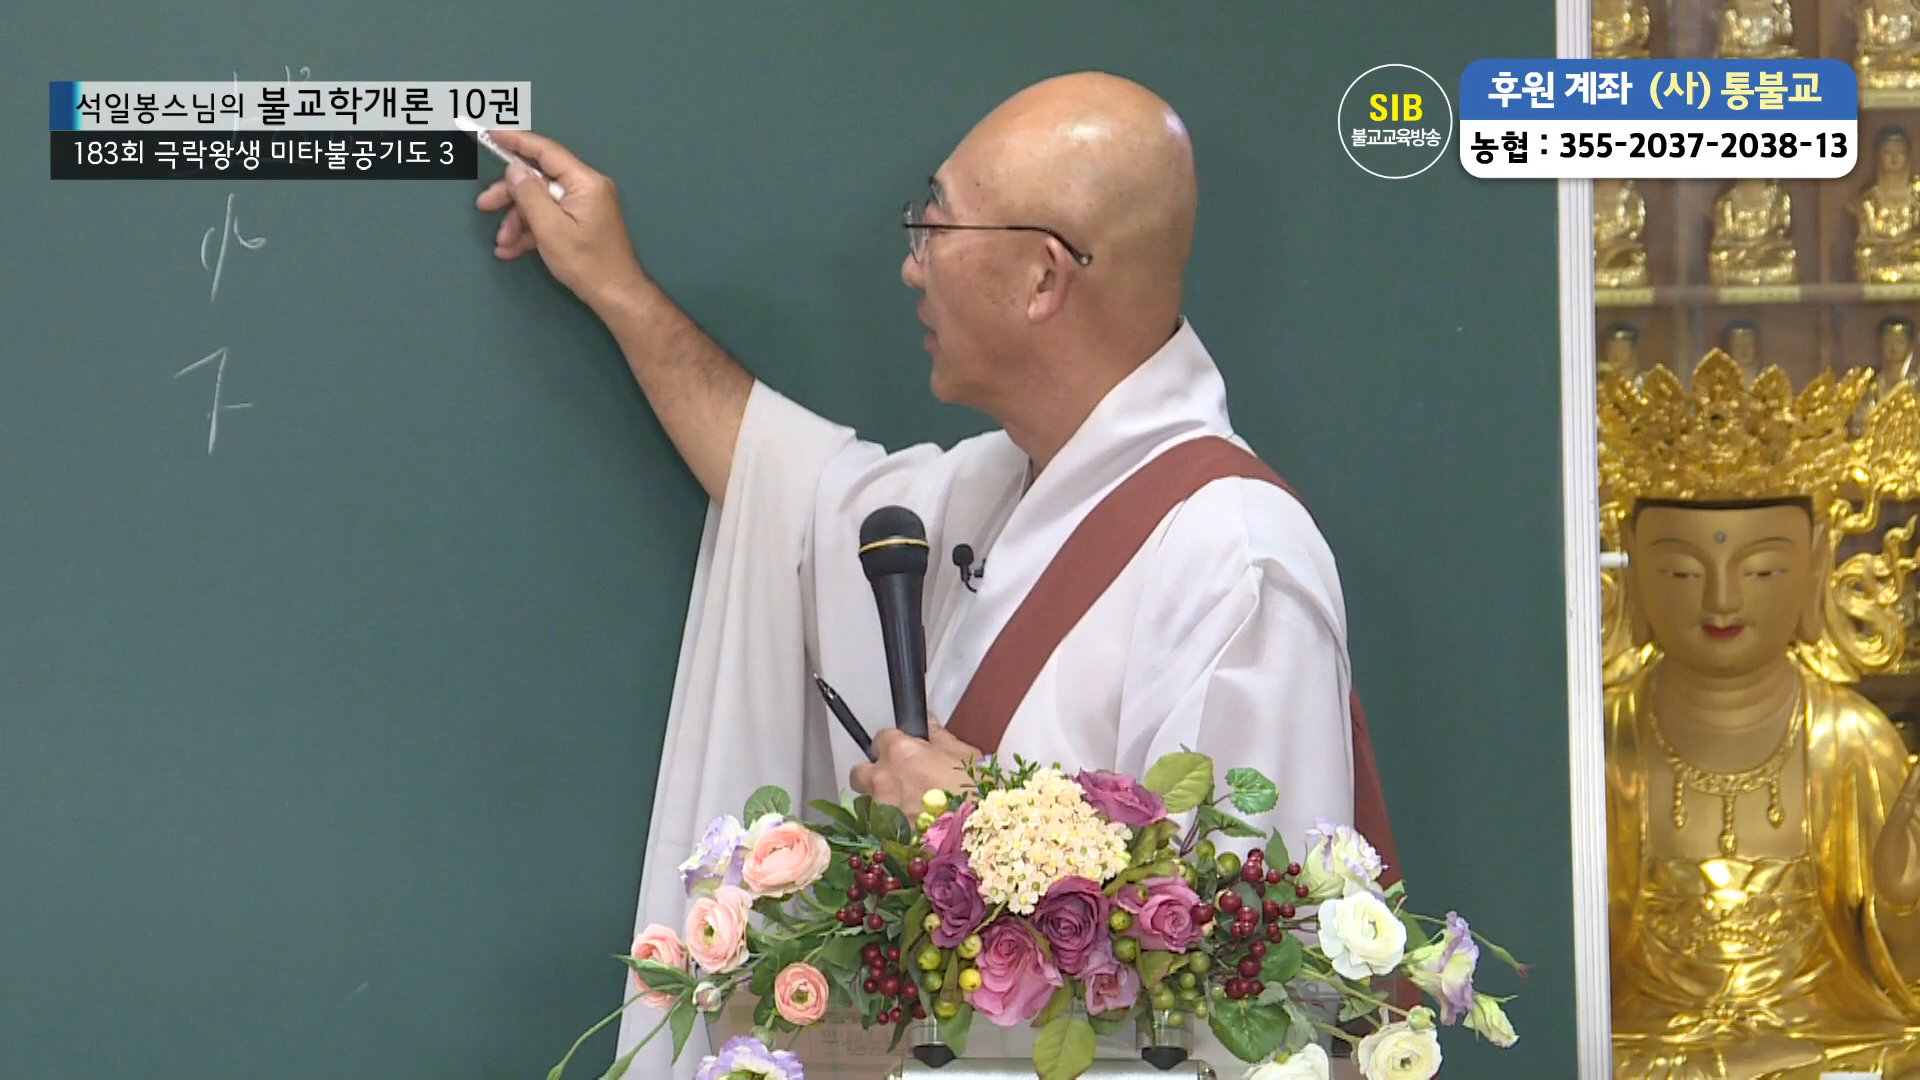 석일봉스님의 불교학개론 10권
183회 극락왕생 미타불공기도 3
SIB
불교교육방송
후원 계좌 (사) 통불교
농협 : 355-2037-2038-13